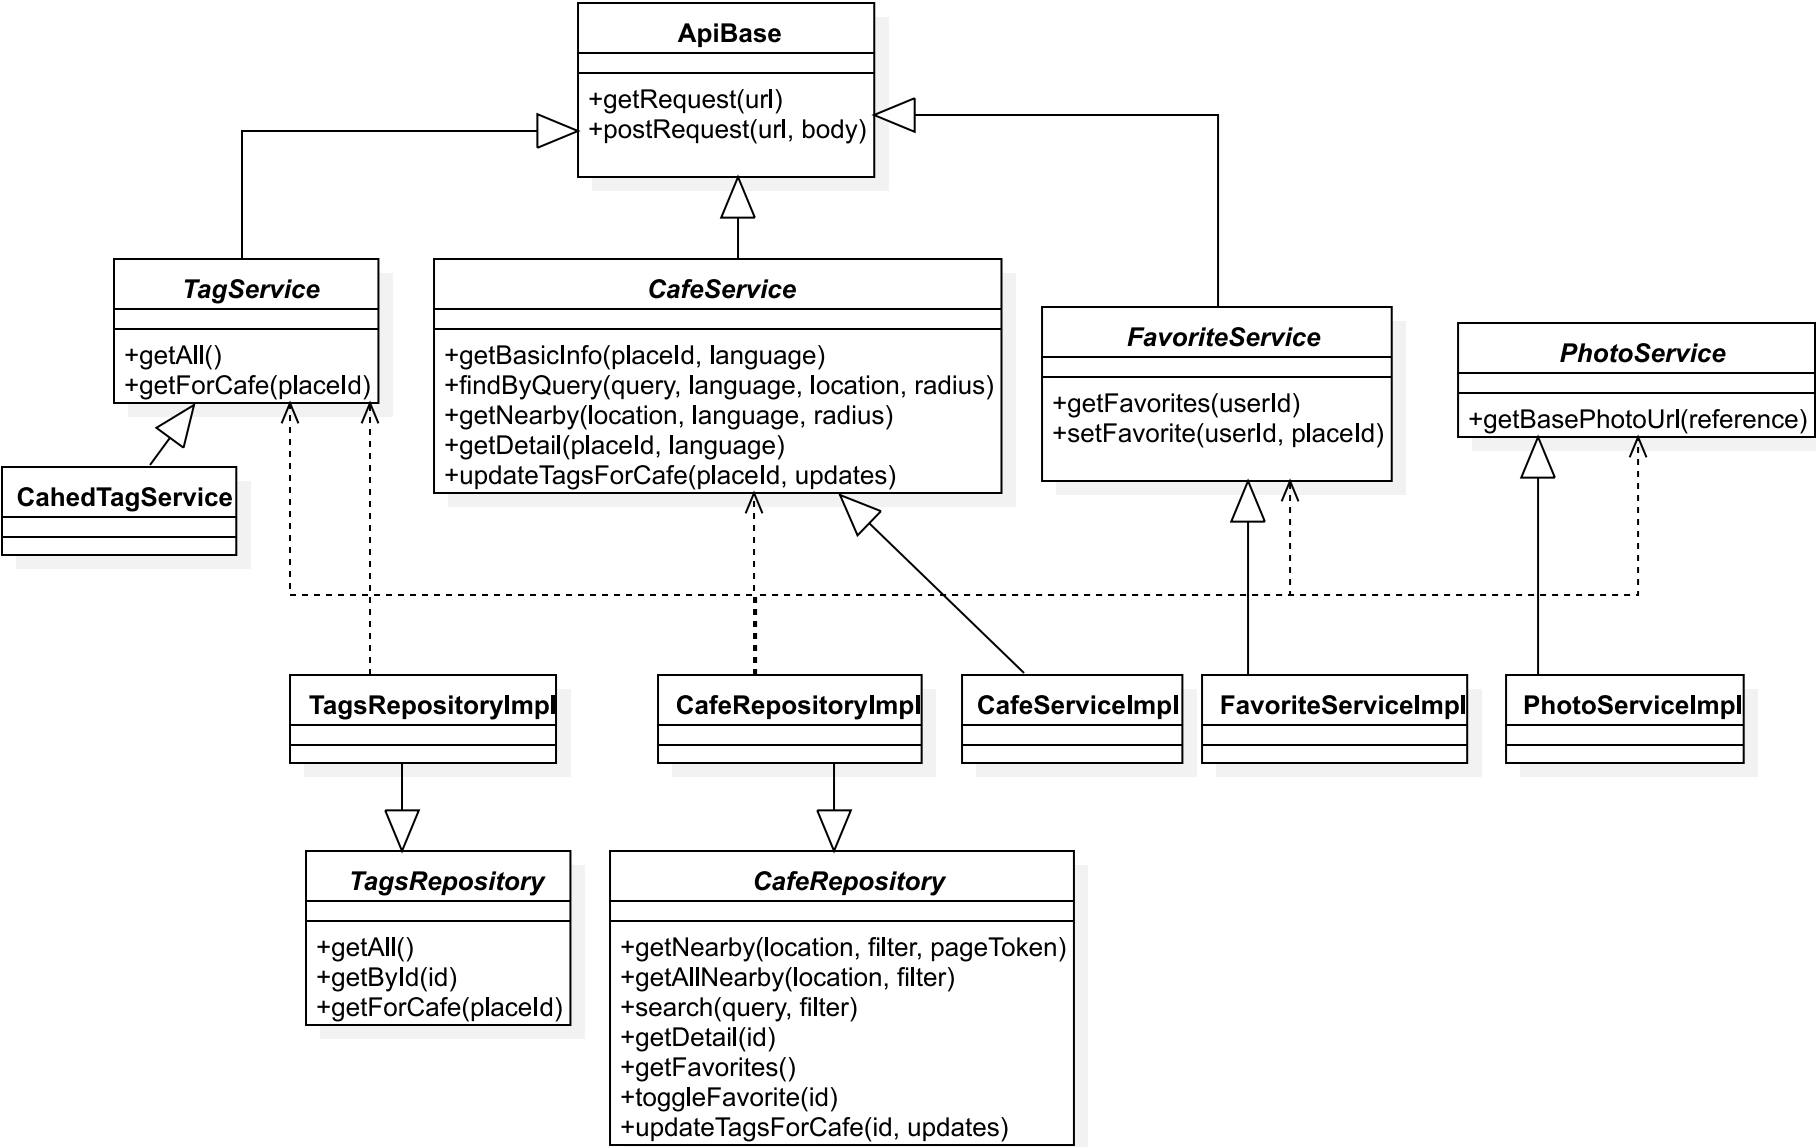 ApiBase
+getRequest(url)
+postRequest(url, body)
TagService
+getAll()
+getForCafe(placeId)
CafeService
+getBasicInfo(placeId, language)
+findByQuery(query, language, location, radius)
+getNearby(location, language, radius)
+getDetail(placeId, language)
+updateTagsForCafe(placeId, updates)
FavoriteService
+getFavorites(userId)
+setFavorite(userId, placeId)
PhotoService
+getBasePhotoUrl(reference)
CahedTagService
TagsRepositoryImpl
CafeRepositoryImpl
CafeServiceImpl
FavoriteServiceImpl
PhotoServiceImpl
TagsRepository
+getAll()
+getById(id)
+getForCafe(placeId)
CafeRepository
+getNearby(location, filter, pageToken)
+getAllNearby(location, filter)
+search(query, filter)
+getDetail(id)
+getFavorites()
+toggleFavorite(id)
+updateTagsForCafe(id, updates)